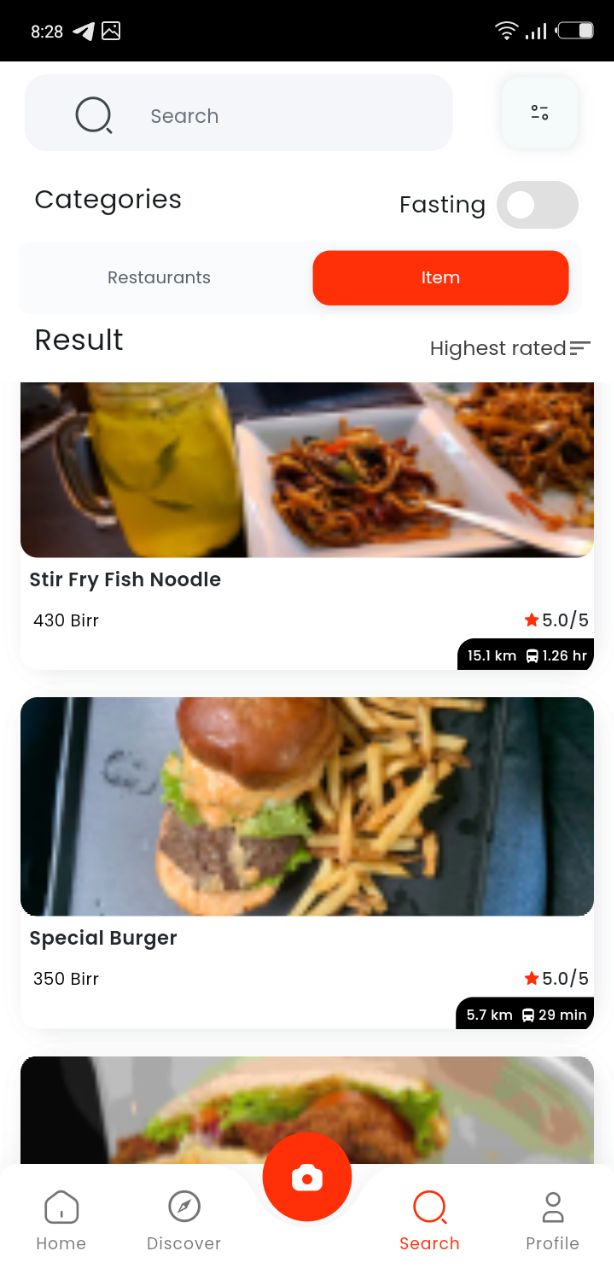 8:28
Search
Categories
Fasting
Restaurants
Item
Result
Highest rated
Stir Fry Fish Noodle
430 Birr
5.0/5
15.1 km 1.26 hr
Special Burger
350 Birr
5.0/5
5.7 km 29 min
Home
Discover
Search
Profile